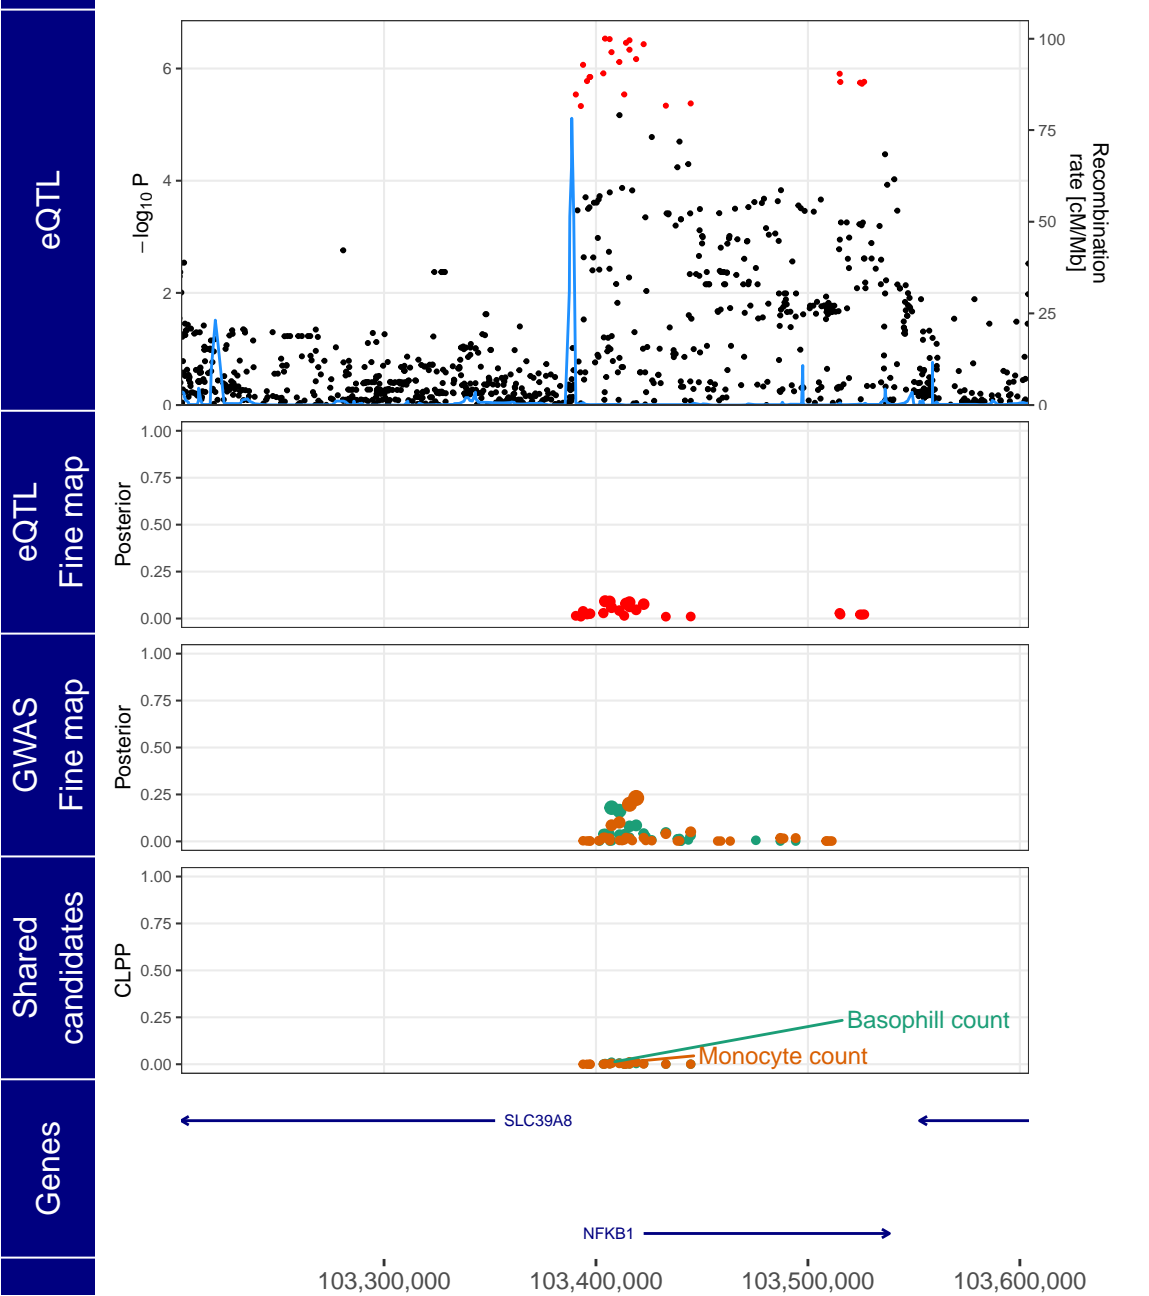 eQTL
−log10 P
6
4
2
0
100
75
50
25
0
Recombination
rate [cM/Mb]
eQTL
Fine map
Posterior
1.00
0.75
0.50
0.25
0.00
GWAS
Fine map
Posterior
1.00
0.75
0.50
0.25
0.00
Shared
candidates
CLPP
1.00
0.75
0.50
0.25
0.00
Basophill count
Monocyte count
Genes
SLC39A8
NFKB1
103,300,000
103,400,000
103,500,000
103,600,000